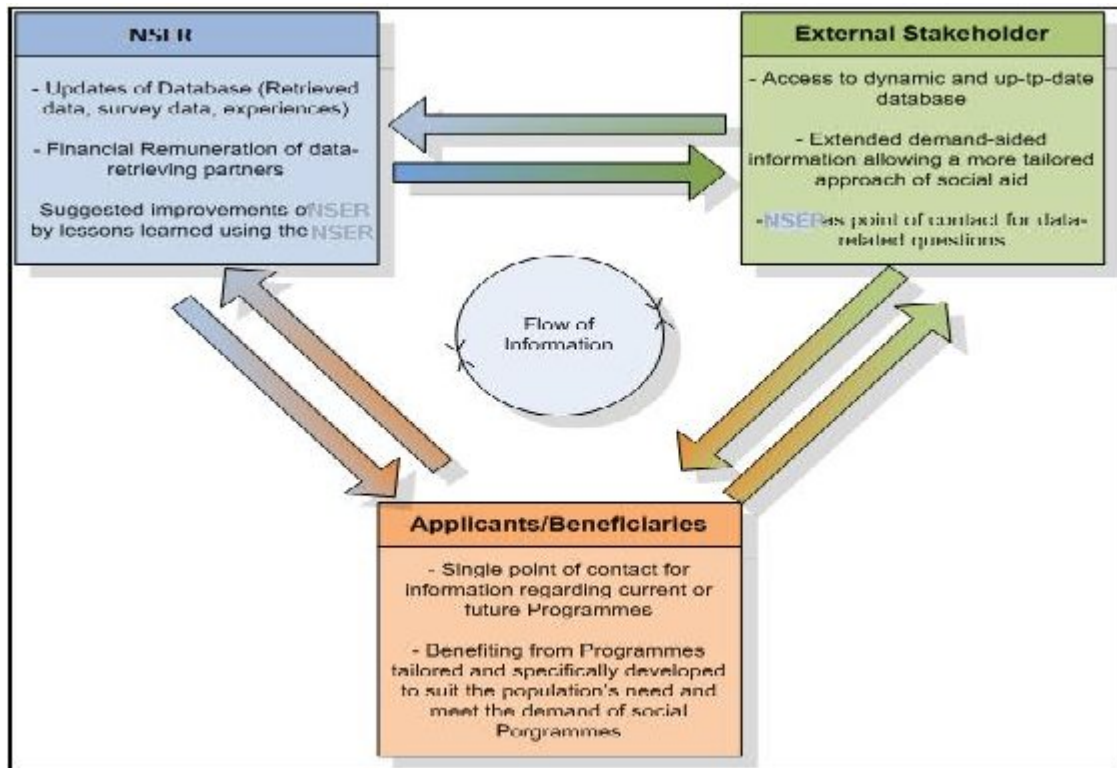 NSER
- Updates of Database (Retrieved
data, survey data, experiences)
- Financial Remuneration of data-
retrieving partners
Suggested improvements of NSER
by lessons learned using the NSER
External Stakeholder
- Access to dynamic and up-tp-date
database
- Extended demand-sided
information allowing a more tailored
approach of social aid
-NSER as point of contact for data-
related questions
Flow of
Information
Applicants/Beneficiaries
- Single point of contact for
information regarding current or
future Programmes
- Benefiting from Programmes
tailored and specifically developed
to suit the population's need and
meet the demand of social
Porgrammes